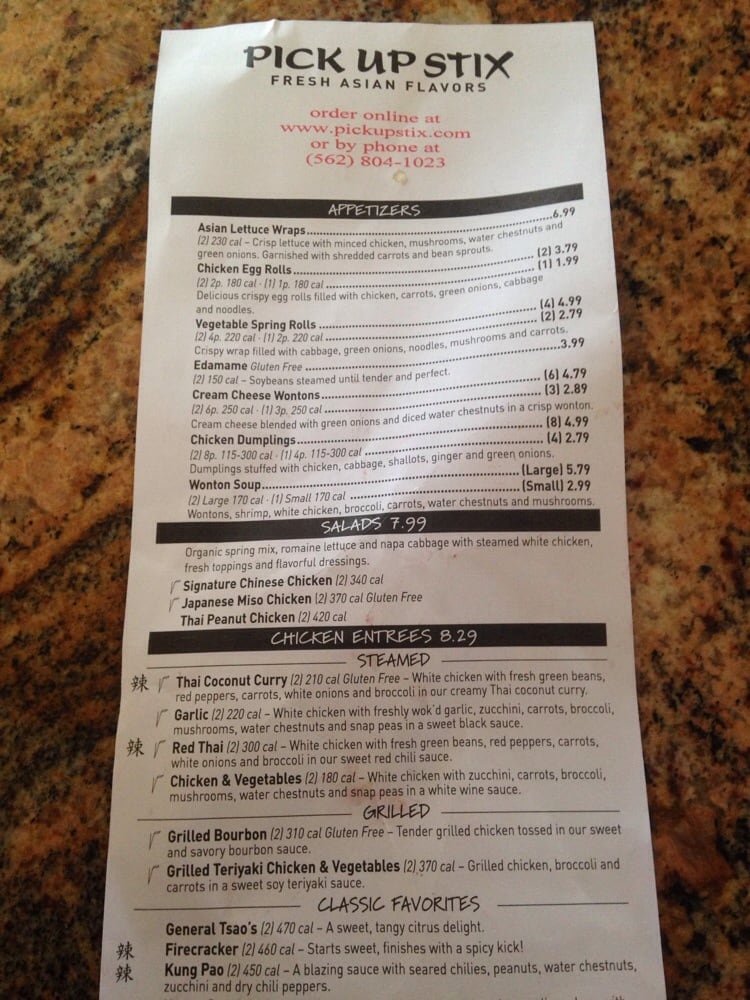 PICK UP STIX
FRESH ASIAN FLAVORS
order online at
www.pickupstix.com
or by phone at
(562) 804-1023
APPETIZERS
Asian Lettuce Wraps....6.99
(2) 230 cal – Crisp lettuce with minced chicken, mushrooms, water chestnuts and
green onions. Garnished with shredded carrots and bean sprouts.
Chicken Egg Rolls.... (2) 3.79
(2) 2p. 180 cal · (1) 1p. 180 cal .... (1) 1.99
Delicious crispy egg rolls filled with chicken, carrots, green onions, cabbage
and noodles.
Vegetable Spring Rolls .... (4) 4.99
(2) 4p. 220 cal · (1) 2p. 220 cal .... (2) 2.79
Crispy wrap filled with cabbage, green onions, noodles, mushrooms and carrots.
Edamame Gluten Free ....3.99
(2) 150 cal – Soybeans steamed until tender and perfect.
Cream Cheese Wontons.... (6) 4.79
(2) 6p. 250 cal · (1) 3p. 250 cal .... (3) 2.89
Cream cheese blended with green onions and diced water chestnuts in a crisp wonton.
Chicken Dumplings.... (8) 4.99
(2) 8p. 115-300 cal · (1) 4p. 115-300 cal .... (4) 2.79
Dumplings stuffed with chicken, cabbage, shallots, ginger and green onions.
Wonton Soup....(Large) 5.79
(2) Large 170 cal · (1) Small 170 cal ....(Small) 2.99
Wontons, shrimp, white chicken, broccoli, carrots, water chestnuts and mushrooms.
SALADS 7.99
Organic spring mix, romaine lettuce and napa cabbage with steamed white chicken,
fresh toppings and flavorful dressings.
Signature Chinese Chicken (2) 340 cal
Japanese Miso Chicken (2) 370 cal Gluten Free
Thai Peanut Chicken (2) 420 cal
CHICKEN ENTREES 8.29
STEAMED
辣 Thai Coconut Curry (2) 210 cal Gluten Free – White chicken with fresh green beans,
red peppers, carrots, white onions and broccoli in our creamy Thai coconut curry.
Garlic (2) 220 cal – White chicken with freshly wok'd garlic, zucchini, carrots, broccoli,
mushrooms, water chestnuts and snap peas in a sweet black sauce.
辣 Red Thai (2) 300 cal – White chicken with fresh green beans, red peppers, carrots,
white onions and broccoli in our sweet red chili sauce.
Chicken & Vegetables (2) 180 cal – White chicken with zucchini, carrots, broccoli,
mushrooms, water chestnuts and snap peas in a white wine sauce.
GRILLED
Grilled Bourbon (2) 310 cal Gluten Free – Tender grilled chicken tossed in our sweet
and savory bourbon sauce.
Grilled Teriyaki Chicken & Vegetables (2) 370 cal – Grilled chicken, broccoli and
carrots in a sweet soy teriyaki sauce.
CLASSIC FAVORITES
General Tsao's (2) 470 cal – A sweet, tangy citrus delight.
辣 Firecracker (2) 460 cal – Starts sweet, finishes with a spicy kick!
辣 Kung Pao (2) 450 cal – A blazing sauce with seared chilies, peanuts, water chestnuts,
zucchini and dry chili peppers.